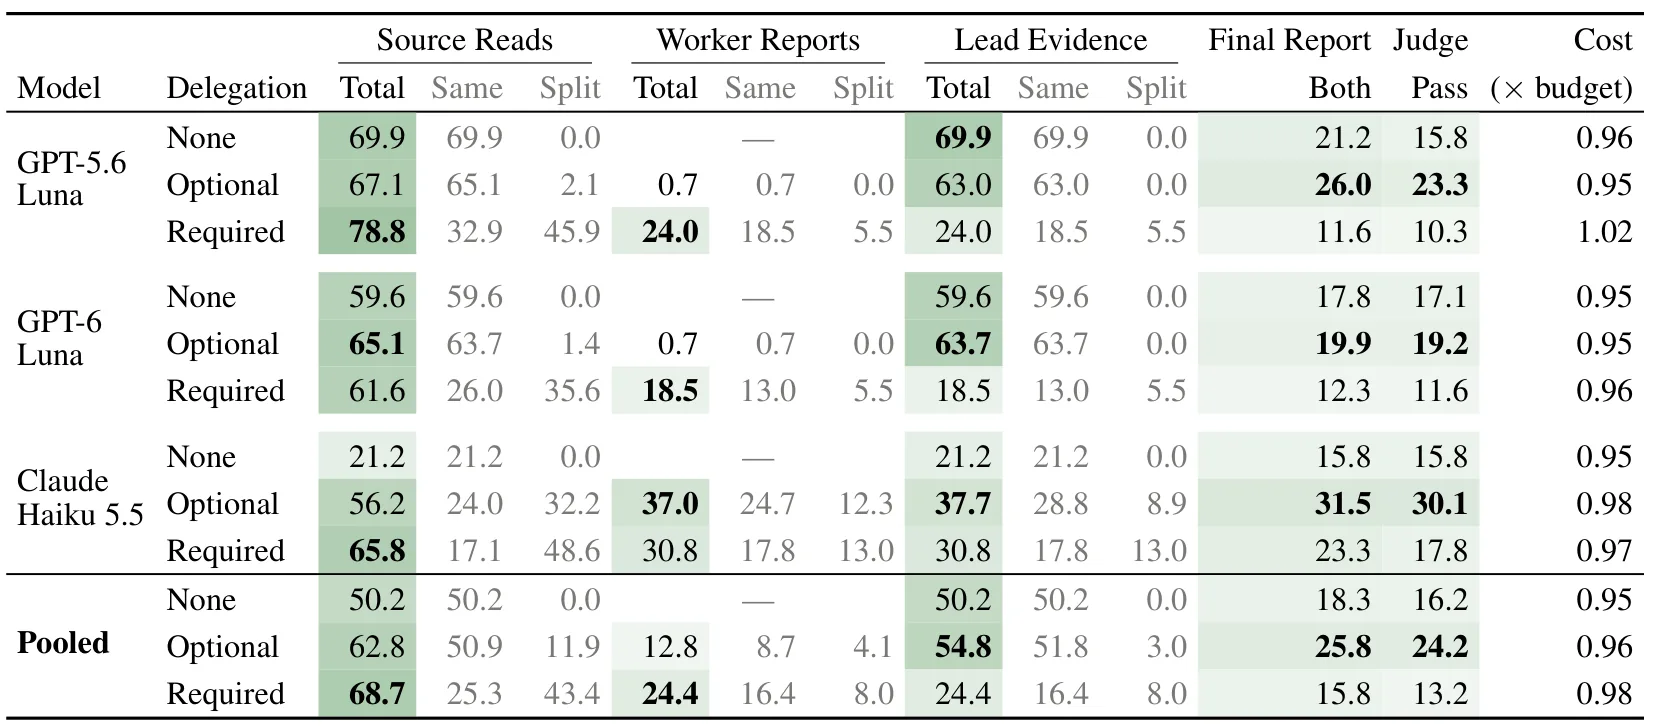 Source Reads Worker Reports Lead Evidence Final Report Judge Cost
Model Delegation Total Same Split Total Same Split Total Same Split Both Pass (× budget)
GPT-5.6 Luna
None 69.9 69.9 0.0 — 69.9 69.9 0.0 21.2 15.8 0.96
Optional 67.1 65.1 2.1 0.7 0.7 0.0 63.0 63.0 0.0 26.0 23.3 0.95
Required 78.8 32.9 45.9 24.0 18.5 5.5 24.0 18.5 5.5 11.6 10.3 1.02
GPT-6 Luna
None 59.6 59.6 0.0 — 59.6 59.6 0.0 17.8 17.1 0.95
Optional 65.1 63.7 1.4 0.7 0.7 0.0 63.7 63.7 0.0 19.9 19.2 0.95
Required 61.6 26.0 35.6 18.5 13.0 5.5 18.5 13.0 5.5 12.3 11.6 0.96
Claude Haiku 5.5
None 21.2 21.2 0.0 — 21.2 21.2 0.0 15.8 15.8 0.95
Optional 56.2 24.0 32.2 37.0 24.7 12.3 37.7 28.8 8.9 31.5 30.1 0.98
Required 65.8 17.1 48.6 30.8 17.8 13.0 30.8 17.8 13.0 23.3 17.8 0.97
Pooled
None 50.2 50.2 0.0 — 50.2 50.2 0.0 18.3 16.2 0.95
Optional 62.8 50.9 11.9 12.8 8.7 4.1 54.8 51.8 3.0 25.8 24.2 0.96
Required 68.7 25.3 43.4 24.4 16.4 8.0 24.4 16.4 8.0 15.8 13.2 0.98